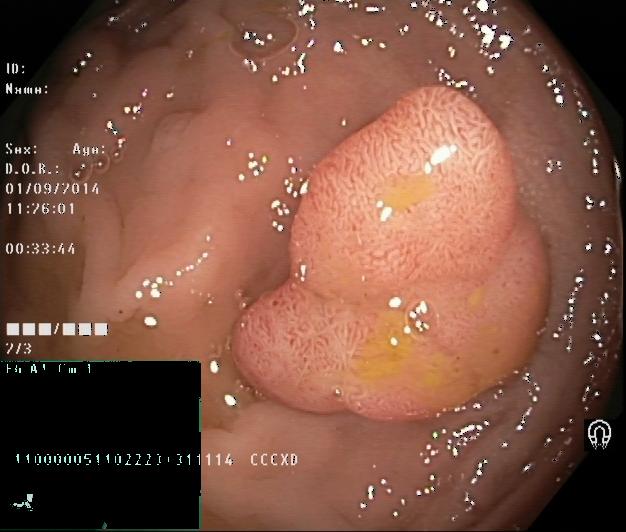 ID:
Name:
Sex: Age:
D.O.B.:
01/09/2014
11:26:01
00:33:44
■■■/■■■
2/3
1100000511022231311114 CCCXD